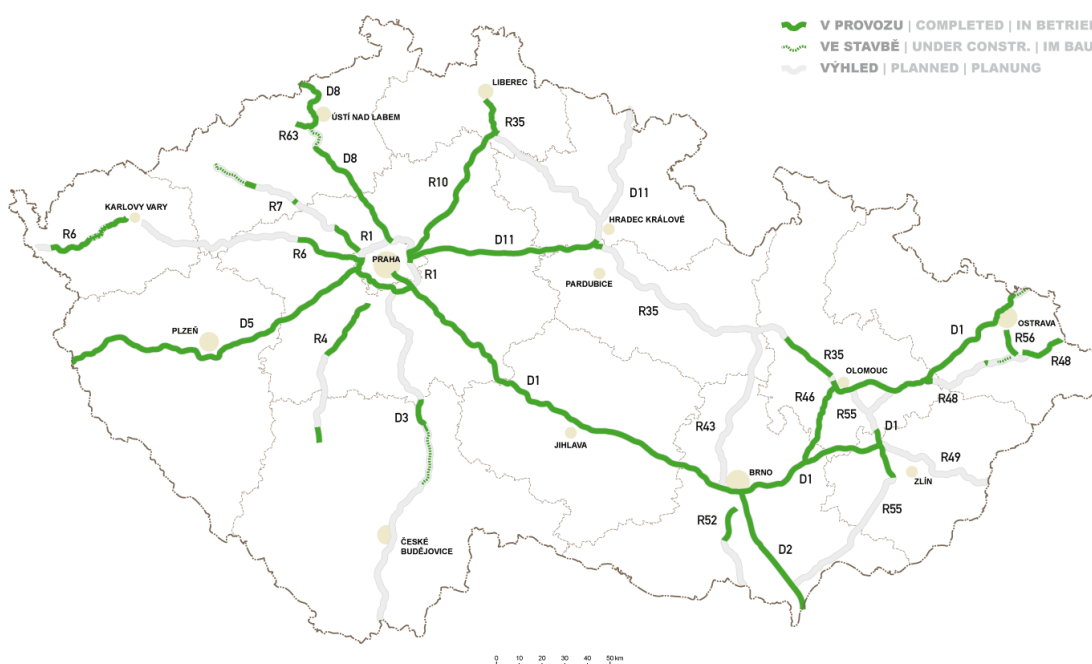 V PROVOZU | COMPLETED | IN BETRIE
VE STAVBĚ | UNDER CONSTR. | IM BAU
VÝHLED | PLANNED | PLANUNG
D8
LIBEREC
ÚSTÍ NAD LABEM
R35
R63
D8
R10
D11
KARLOVY VARY
R7
HRADEC KRÁLOVÉ
R6
R1
D11
R6
PRAHA
R1
PARDUBICE
R35
D5
PLZEŇ
R4
D1
OSTRAVA
R56
R48
R35
OLOMOUC
D1
R46
R48
R55
D3
D1
R43
JIHLAVA
R49
BRNO
D1
ZLÍN
R55
R52
ČESKÉ
BUDĚJOVICE
D2
0 10 20 30 40 50 km